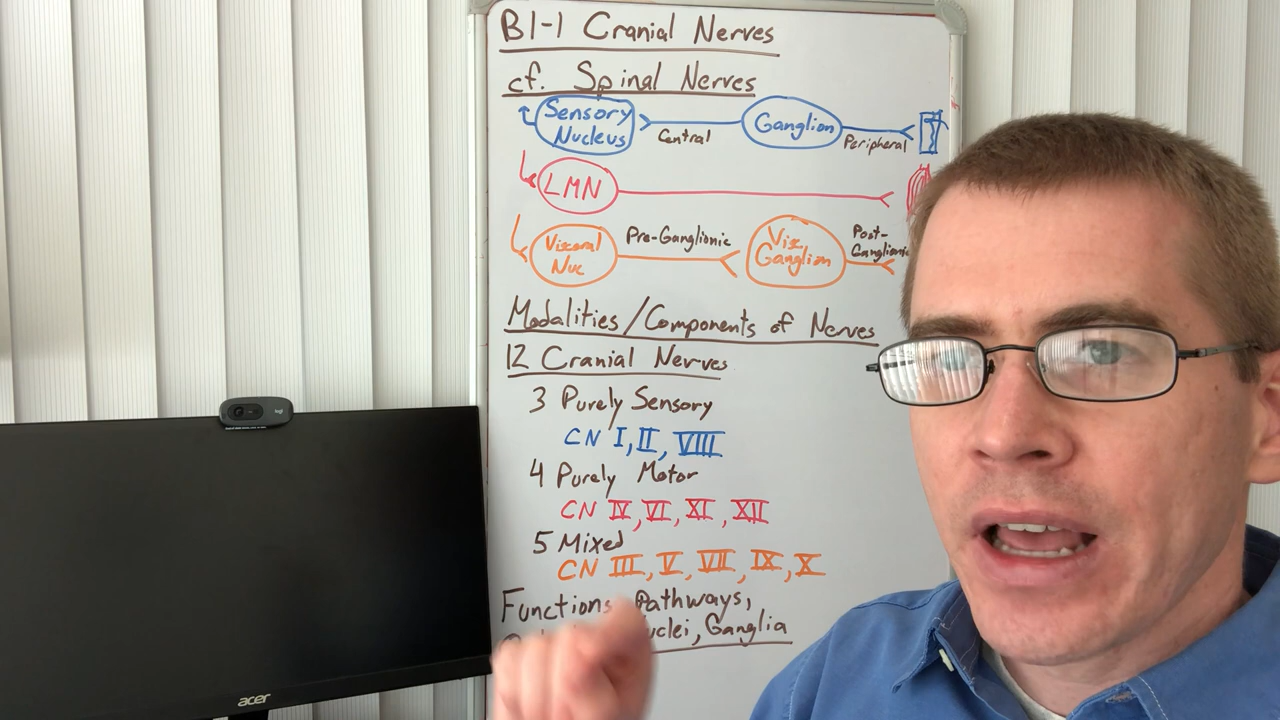 B1-1 Cranial Nerves
cf. Spinal Nerves
Sensory Nucleus
Central
Ganglion
Peripheral
LMN
Visceral Nuc
Pre-Ganglionic
Visc Ganglion
Post-Ganglionic
Modalities/Components of Nerves
12 Cranial Nerves
3 Purely Sensory
CN I, II, VIII
4 Purely Motor
CN IV, VI, XI, XII
5 Mixed
CN III, V, VII, IX, X
Functions, Pathways,
Ganglia
acer